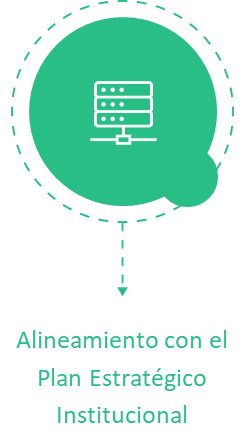 Alineamiento con el
Plan Estratégico
Institucional